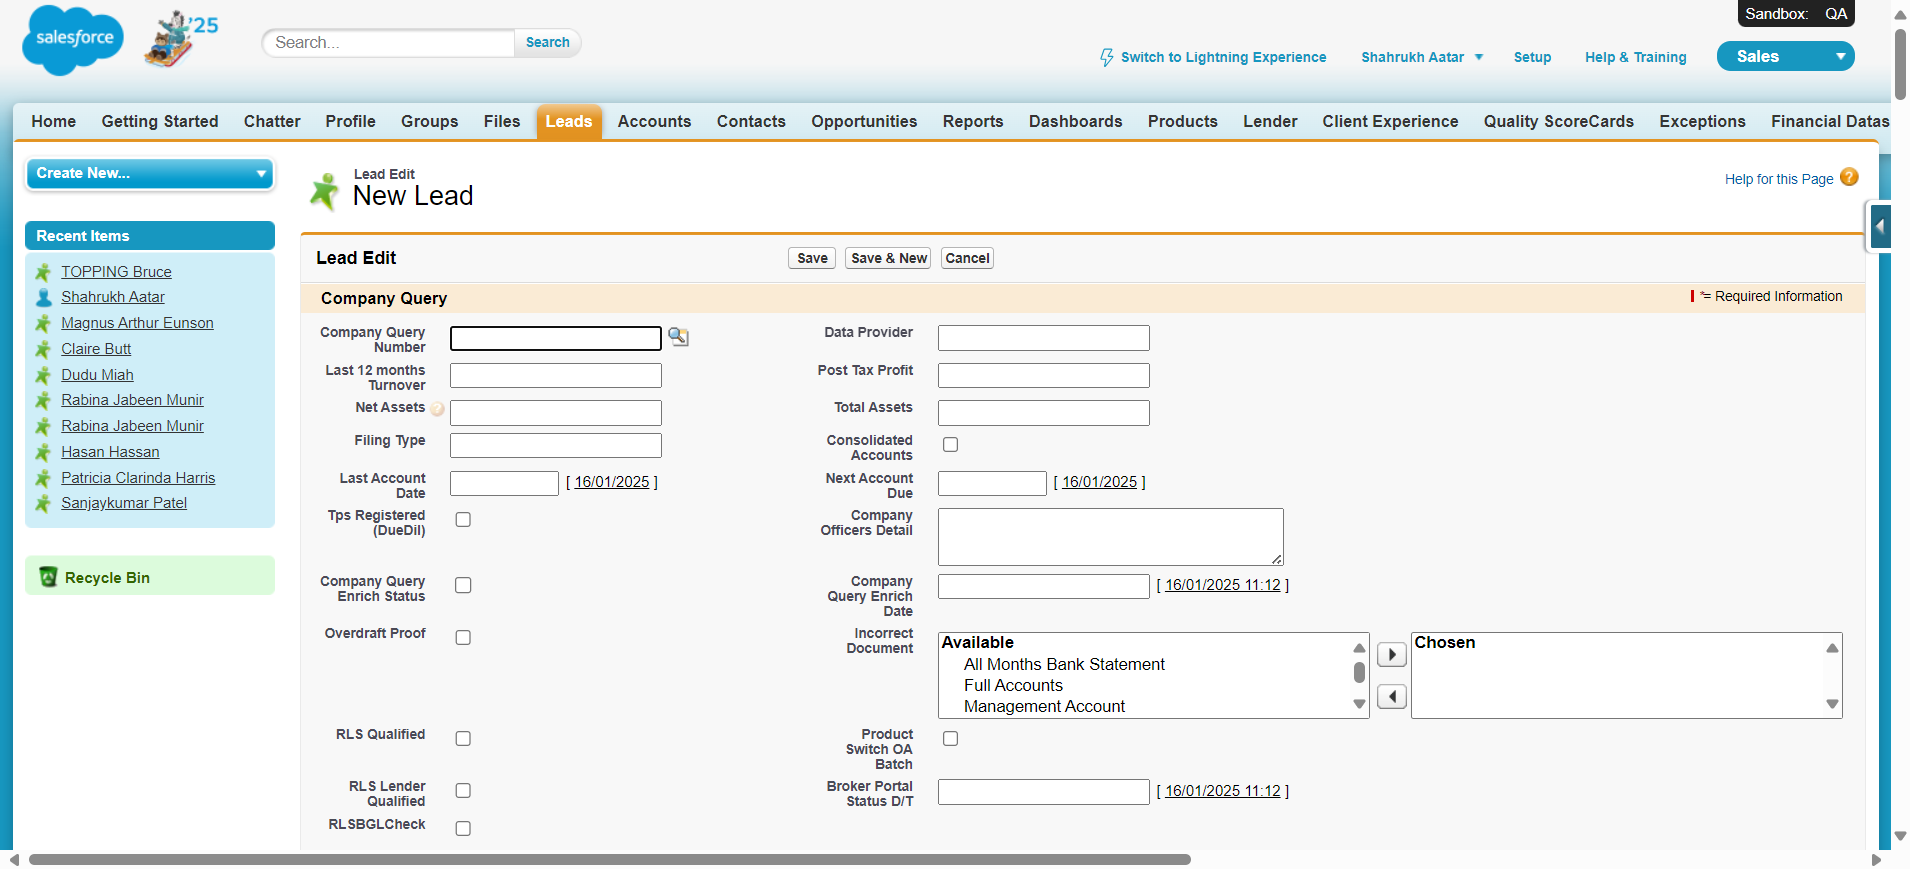 Sandbox: QA
salesforce
'25
Search...
Search
Switch to Lightning Experience
Shahrukh Aatar
Setup
Help & Training
Sales
Home Getting Started Chatter Profile Groups Files Leads Accounts Contacts Opportunities Reports Dashboards Products Lender Client Experience Quality ScoreCards Exceptions Financial Datas
Create New...
Recent Items
TOPPING Bruce
Shahrukh Aatar
Magnus Arthur Eunson
Claire Butt
Dudu Miah
Rabina Jabeen Munir
Rabina Jabeen Munir
Hasan Hassan
Patricia Clarinda Harris
Sanjaykumar Patel
Recycle Bin
Lead Edit
New Lead
Help for this Page ?
Lead Edit
Save
Save & New
Cancel
Company Query
*= Required Information
Company Query
Number
Data Provider
Last 12 months
Turnover
Post Tax Profit
Net Assets ?
Total Assets
Filing Type
Consolidated
Accounts
Last Account
Date
[ 16/01/2025 ]
Next Account
Due
[ 16/01/2025 ]
Tps Registered
(DueDil)
Company
Officers Detail
Company Query
Enrich Status
Company
Query Enrich
Date
[ 16/01/2025 11:12 ]
Overdraft Proof
Incorrect
Document
Available
All Months Bank Statement
Full Accounts
Management Account
Chosen
RLS Qualified
Product
Switch OA
Batch
RLS Lender
Qualified
Broker Portal
Status D/T
[ 16/01/2025 11:12 ]
RLSBGLCheck